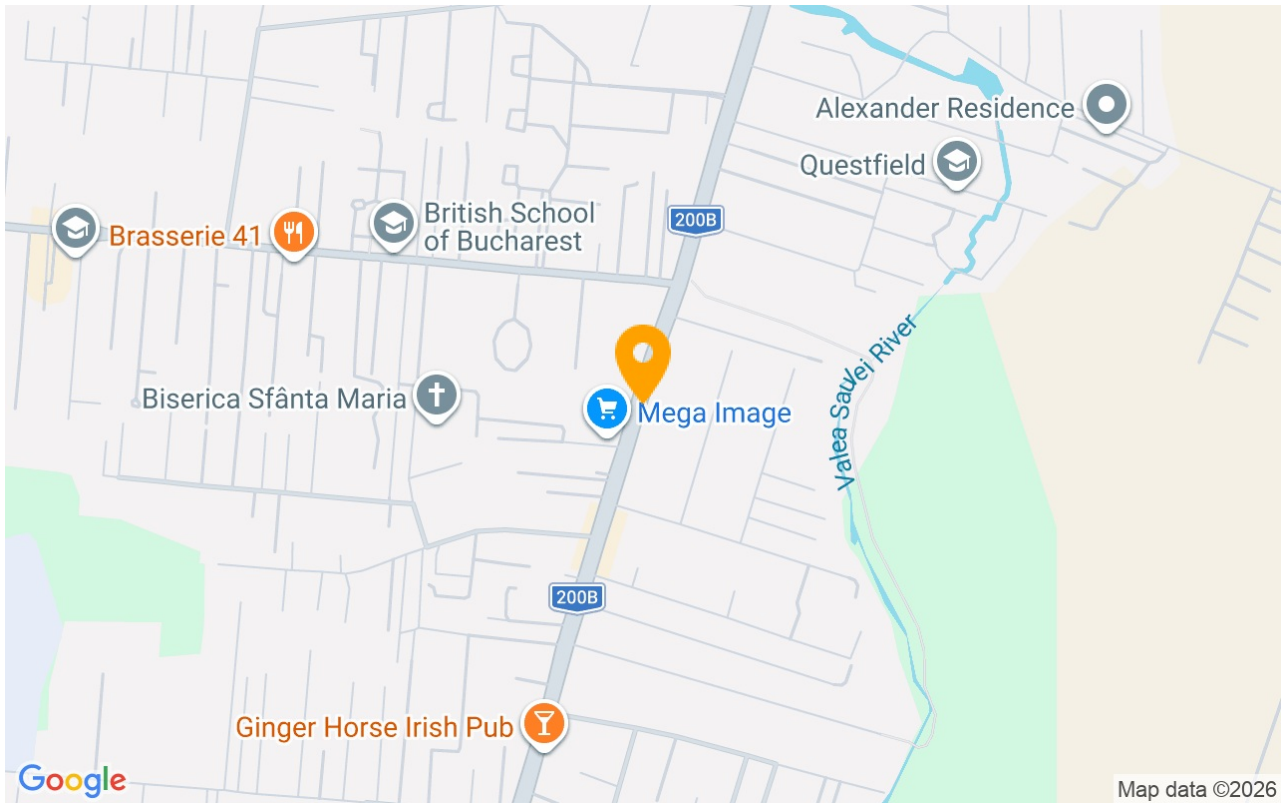 Alexander Residence
Questfield
200B
British School
of Bucharest
Brasserie 41
Valea Saulei River
Biserica Sfânta Maria
Mega Image
200B
Ginger Horse Irish Pub
Google
Map data ©2026